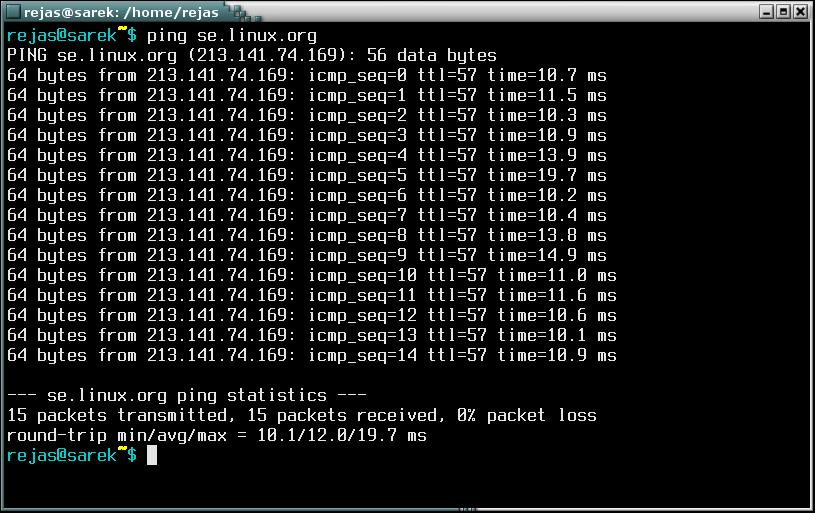 rejas@sarek: /home/rejas
rejas@sarek~$ ping se.linux.org
PING se.linux.org (213.141.74.169): 56 data bytes
64 bytes from 213.141.74.169: icmp_seq=0 ttl=57 time=10.7 ms
64 bytes from 213.141.74.169: icmp_seq=1 ttl=57 time=11.5 ms
64 bytes from 213.141.74.169: icmp_seq=2 ttl=57 time=10.3 ms
64 bytes from 213.141.74.169: icmp_seq=3 ttl=57 time=10.9 ms
64 bytes from 213.141.74.169: icmp_seq=4 ttl=57 time=13.9 ms
64 bytes from 213.141.74.169: icmp_seq=5 ttl=57 time=19.7 ms
64 bytes from 213.141.74.169: icmp_seq=6 ttl=57 time=10.2 ms
64 bytes from 213.141.74.169: icmp_seq=7 ttl=57 time=10.4 ms
64 bytes from 213.141.74.169: icmp_seq=8 ttl=57 time=13.8 ms
64 bytes from 213.141.74.169: icmp_seq=9 ttl=57 time=14.9 ms
64 bytes from 213.141.74.169: icmp_seq=10 ttl=57 time=11.0 ms
64 bytes from 213.141.74.169: icmp_seq=11 ttl=57 time=11.6 ms
64 bytes from 213.141.74.169: icmp_seq=12 ttl=57 time=10.6 ms
64 bytes from 213.141.74.169: icmp_seq=13 ttl=57 time=10.1 ms
64 bytes from 213.141.74.169: icmp_seq=14 ttl=57 time=10.9 ms
--- se.linux.org ping statistics ---
15 packets transmitted, 15 packets received, 0% packet loss
round-trip min/avg/max = 10.1/12.0/19.7 ms
rejas@sarek~$